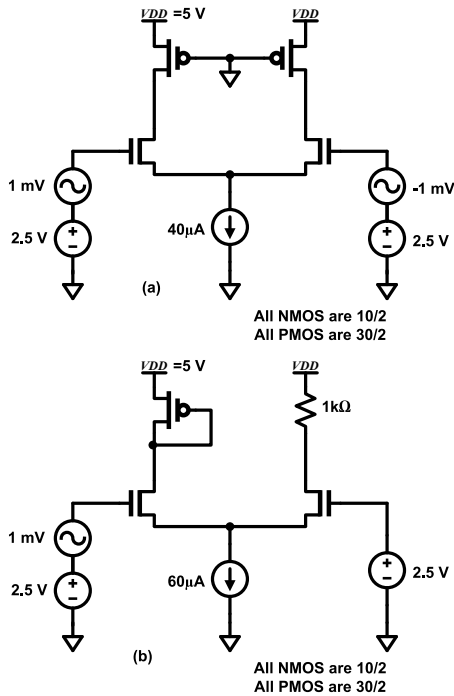 VDD =5 V VDD
1 mV -1 mV
2.5 V 40μA 2.5 V
(a)
All NMOS are 10/2
All PMOS are 30/2
VDD =5 V VDD
1kΩ
1 mV
2.5 V 60μA 2.5 V
(b)
All NMOS are 10/2
All PMOS are 30/2